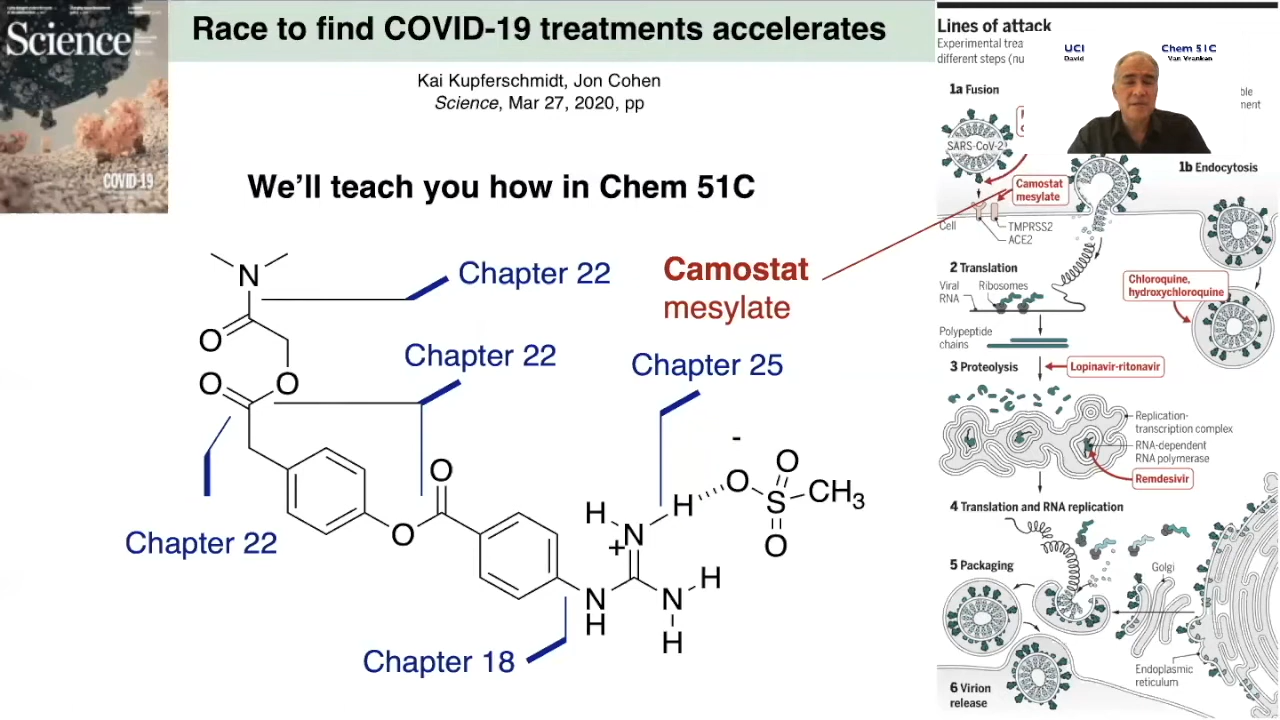 Science
COVID-19
Race to find COVID-19 treatments accelerates
Kai Kupferschmidt, Jon Cohen
Science, Mar 27, 2020, pp
We'll teach you how in Chem 51C
Chapter 22
Chapter 22
Chapter 22
Chapter 25
Chapter 18
Camostat
mesylate
N
O
O
O
O
O
H
N
+
H
N
H
N
H
H
-
O
O
S
O
CH3
Lines of attack
Experimental trea
different steps (nu
ble
ment
UCI
David
Chem 51C
Van Vranken
1a Fusion
SARS-CoV-2
1b Endocytosis
Camostat
mesylate
Cell
TMPRSS2
ACE2
2 Translation
Viral
RNA
Ribosomes
Chloroquine,
hydroxychloroquine
Polypeptide
chains
3 Proteolysis
Lopinavir-ritonavir
Replication-
transcription complex
RNA-dependent
RNA polymerase
Remdesivir
4 Translation and RNA replication
5 Packaging
Golgi
Endoplasmic
reticulum
6 Virion
release